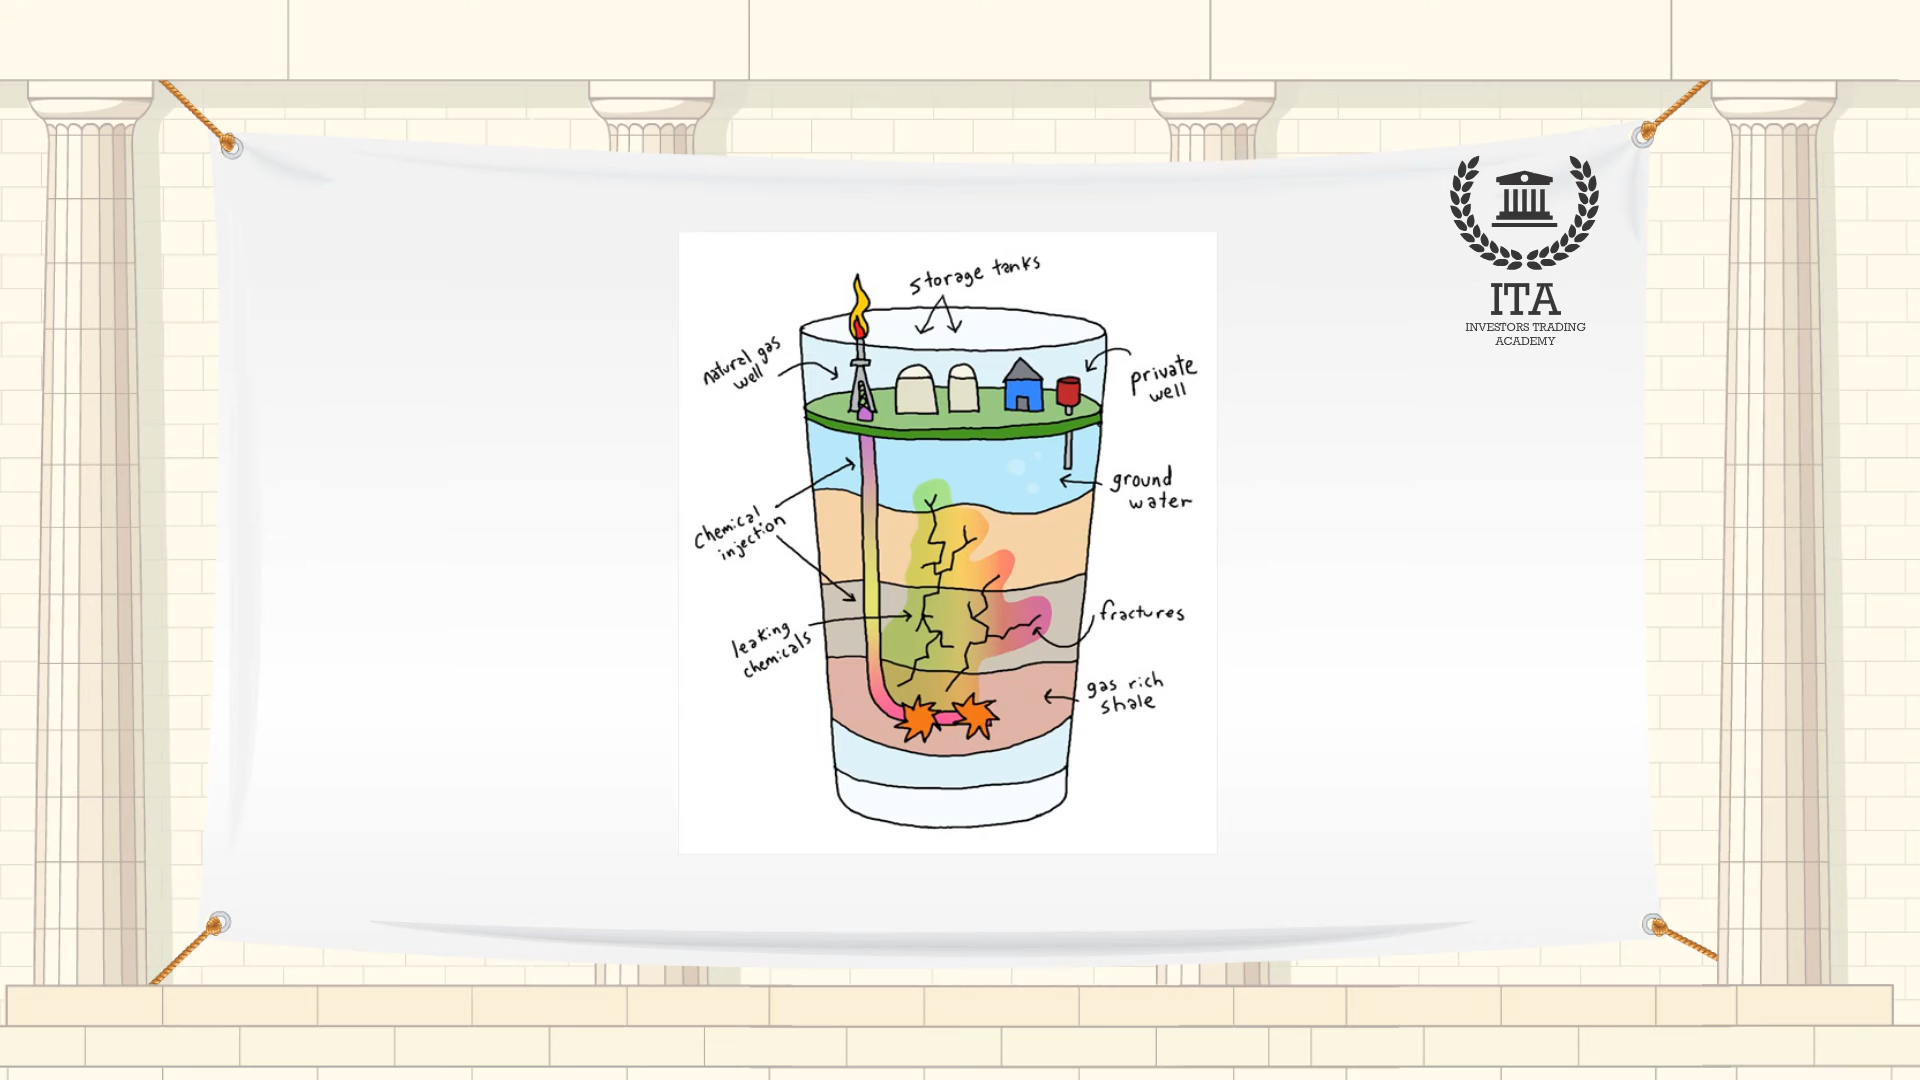 storage tanks
natural gas
well
private
well
ground
water
chemical
injection
leaking
chemicals
fractures
gas rich
shale
ITA
INVESTORS TRADING
ACADEMY